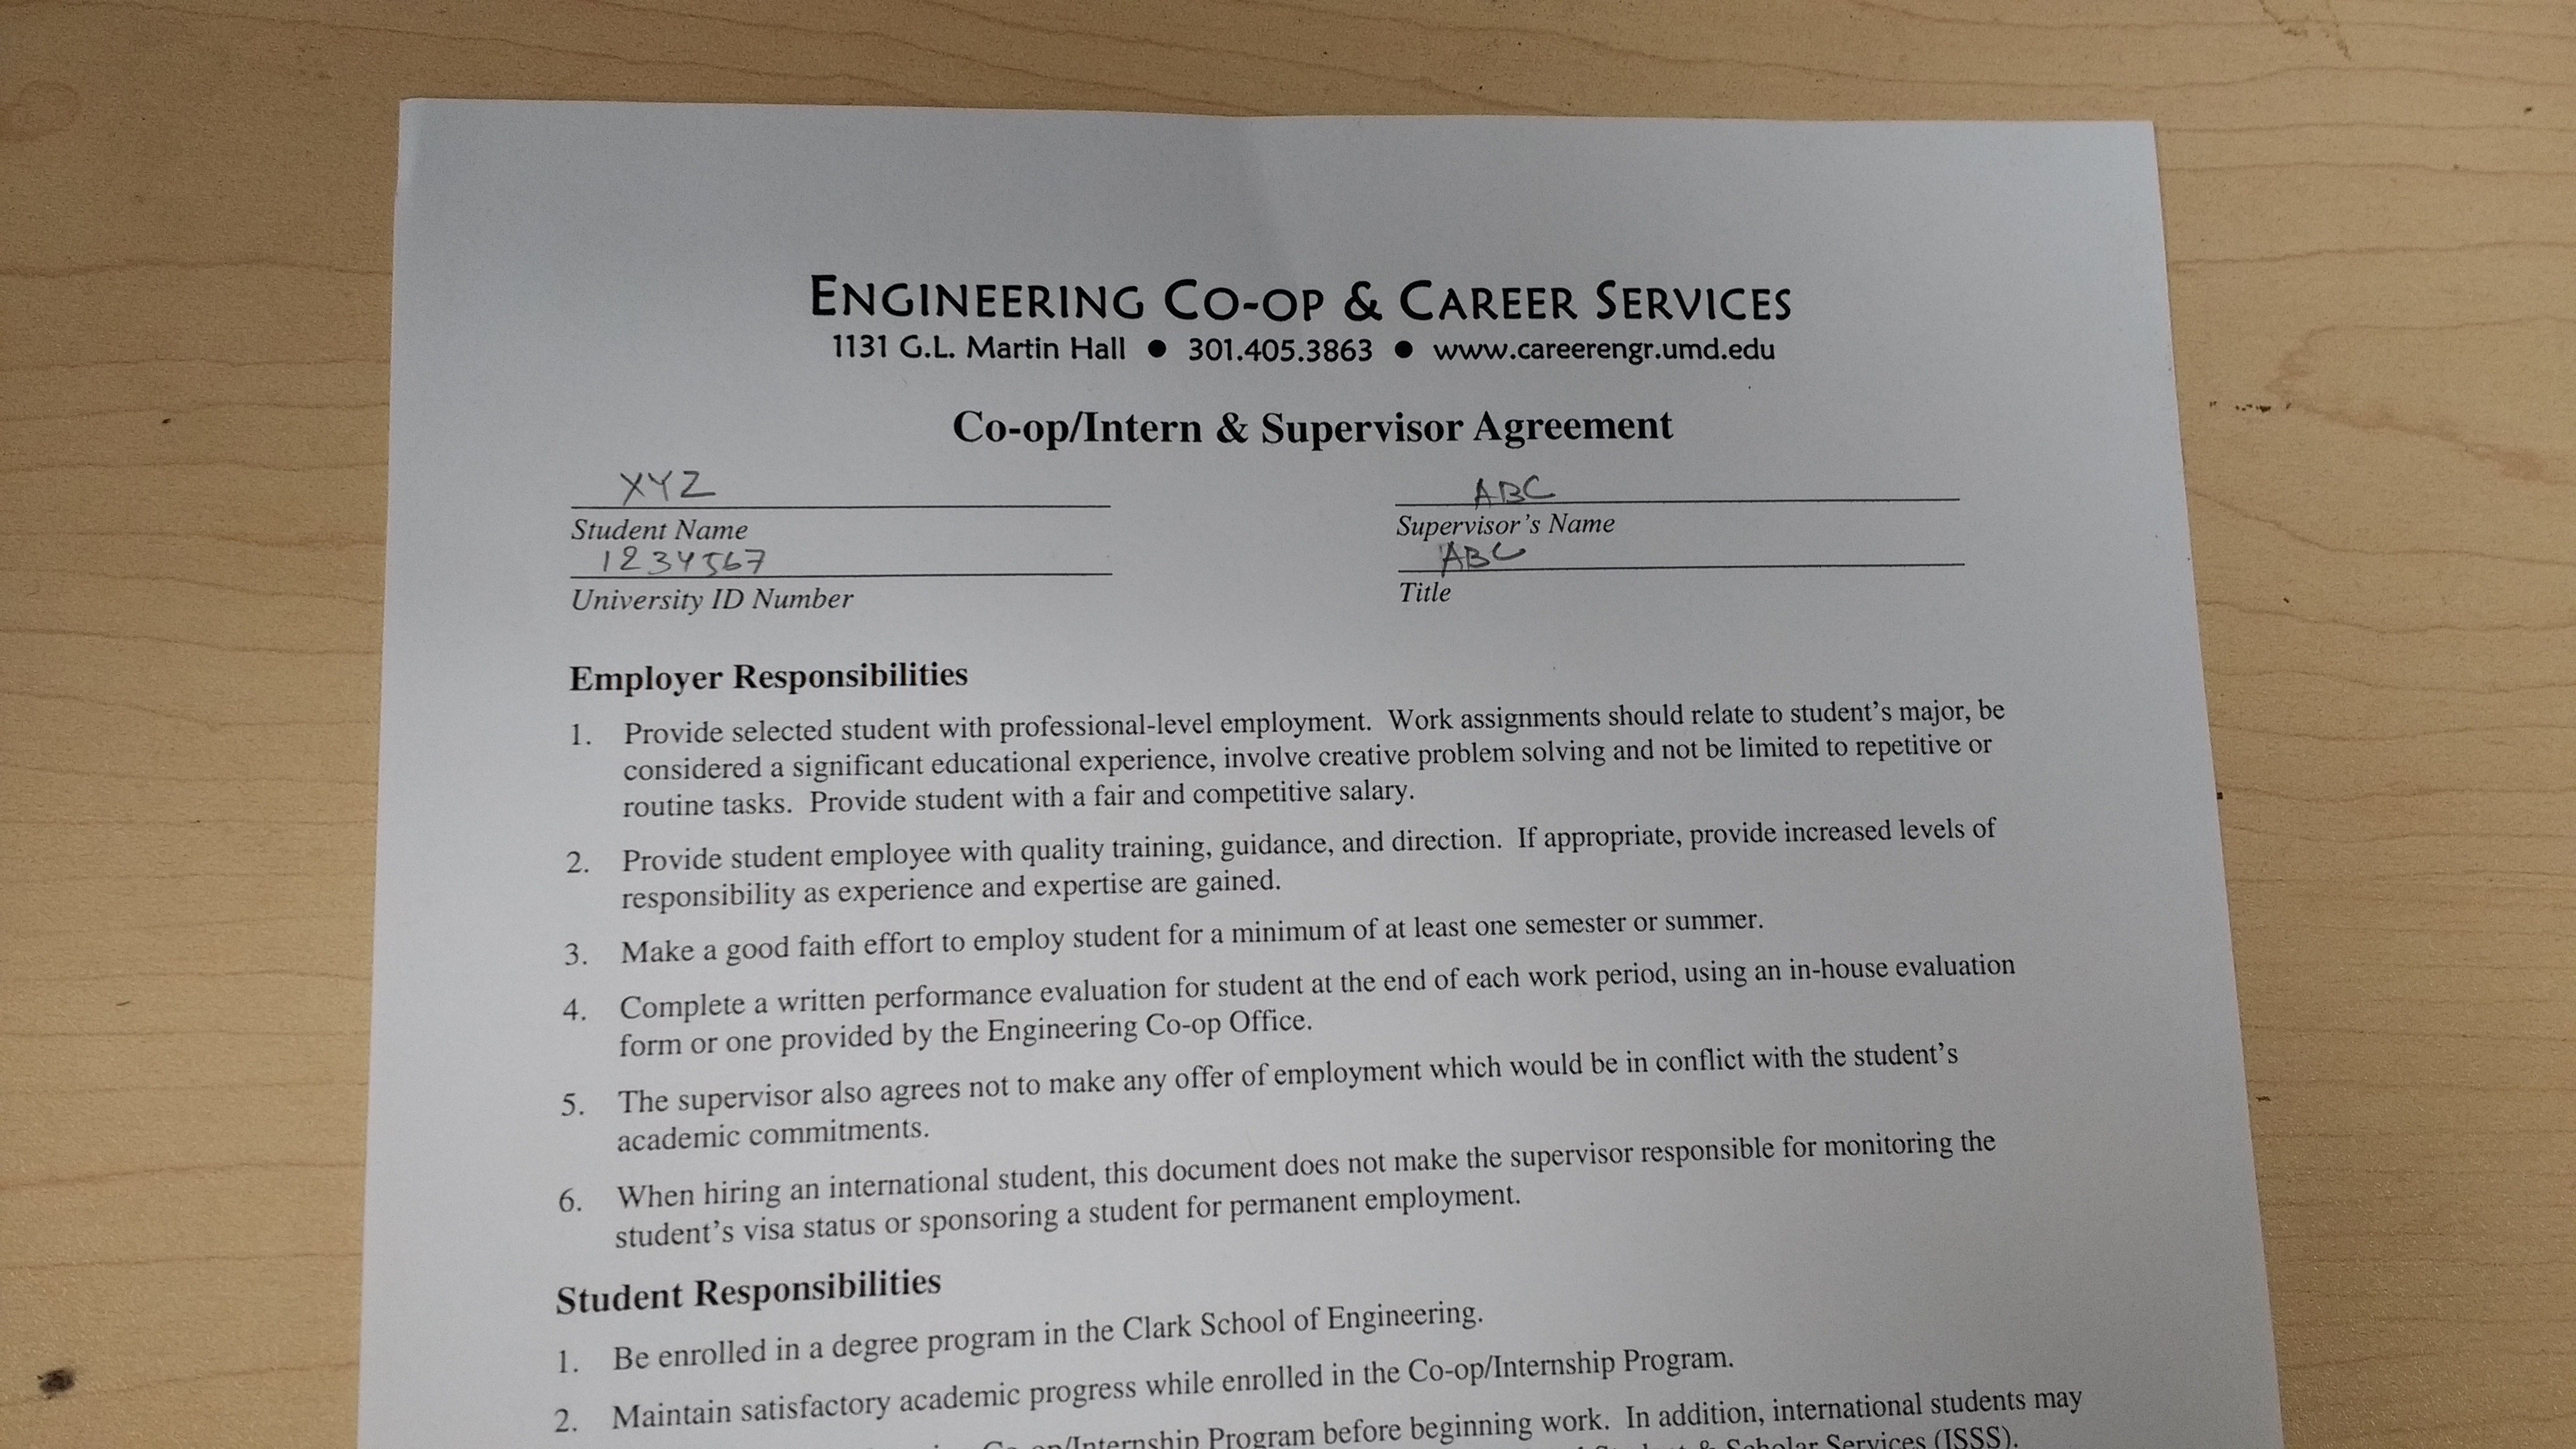 ENGINEERING CO-OP & CAREER SERVICES
1131 G.L. Martin Hall ● 301.405.3863 ● www.careerengr.umd.edu
Co-op/Intern & Supervisor Agreement
XYZ ABC
Student Name Supervisor's Name
1234567 ABC
University ID Number Title
Employer Responsibilities
1. Provide selected student with professional-level employment. Work assignments should relate to student's major, be
considered a significant educational experience, involve creative problem solving and not be limited to repetitive or
routine tasks. Provide student with a fair and competitive salary.
2. Provide student employee with quality training, guidance, and direction. If appropriate, provide increased levels of
responsibility as experience and expertise are gained.
3. Make a good faith effort to employ student for a minimum of at least one semester or summer.
4. Complete a written performance evaluation for student at the end of each work period, using an in-house evaluation
form or one provided by the Engineering Co-op Office.
5. The supervisor also agrees not to make any offer of employment which would be in conflict with the student's
academic commitments.
6. When hiring an international student, this document does not make the supervisor responsible for monitoring the
student's visa status or sponsoring a student for permanent employment.
Student Responsibilities
1. Be enrolled in a degree program in the Clark School of Engineering.
2. Maintain satisfactory academic progress while enrolled in the Co-op/Internship Program.
Co-op/Internship Program before beginning work. In addition, international students may
& Scholar Services (ISSS).